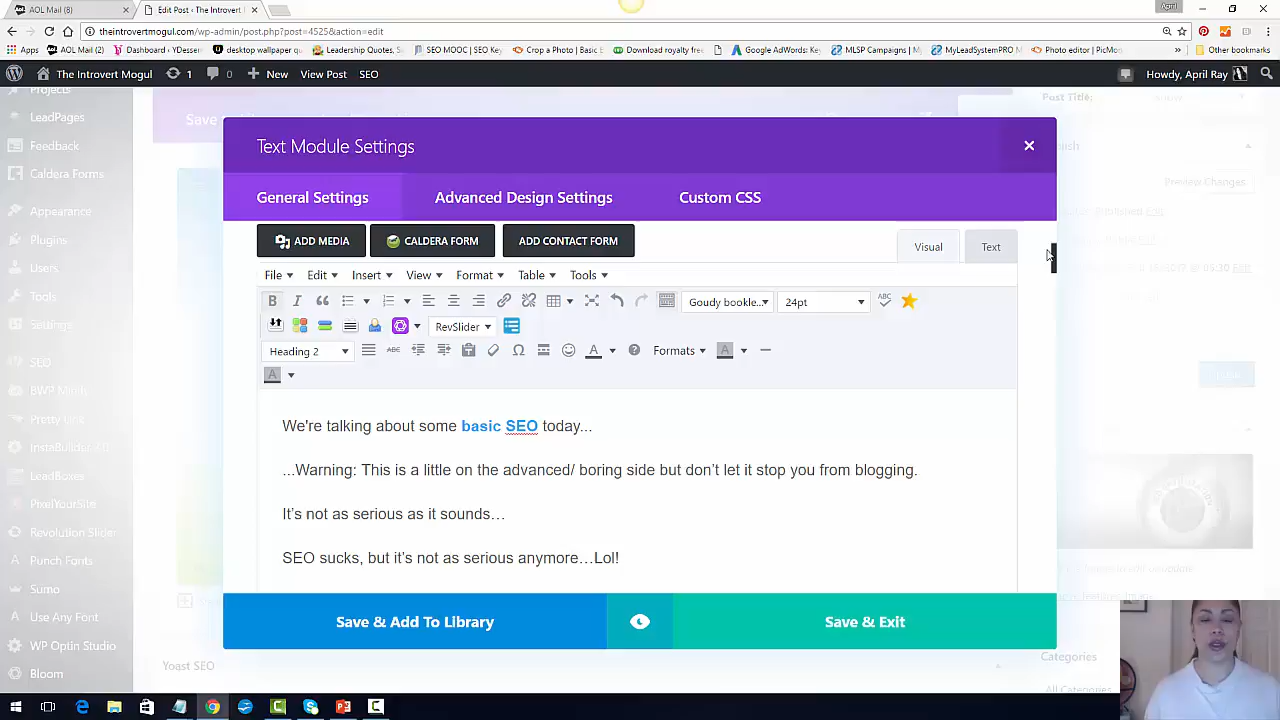 AOL Mail (8)
Edit Post ‹ The Introvert
April
theintrovertmogul.com/wp-admin/post.php?post=4525&action=edit
Apps
AOL Mail (2)
Dashboard ‹ YDesser
desktop wallpaper qu
Leadership Quotes, S
SEO MOOC | SEO Key
Crop a Photo | Basic E
Download royalty free
Google AdWords: Key
MLSP Campaigns | My
MyLeadSystemPRO M
Photo editor | PicMo
»
Other bookmarks
The Introvert Mogul
1
0
New
View Post
SEO
Howdy, April Ray
Projects
LeadPages
Feedback
Caldera Forms
Appearance
Plugins
Users
Tools
Settings
SEO
Pretty Link
LeadBoxes
PixelYourSite
Revolution Slider
Punch Fonts
Sumo
Use Any Font
WP Optin Studio
Bloom
Post Title:
Preview Changes
Text Module Settings
General Settings
Advanced Design Settings
Custom CSS
ADD MEDIA
CALDERA FORM
ADD CONTACT FORM
Visual
Text
File
Edit
Insert
View
Format
Table
Tools
Goudy bookle...
24pt
RevSlider
Heading 2
Formats
We're talking about some basic SEO today...
...Warning: This is a little on the advanced/ boring side but don't let it stop you from blogging.
It's not as serious as it sounds…
SEO sucks, but it's not as serious anymore…Lol!
Save & Add To Library
Save & Exit
Yoast SEO
Categories
All Categories